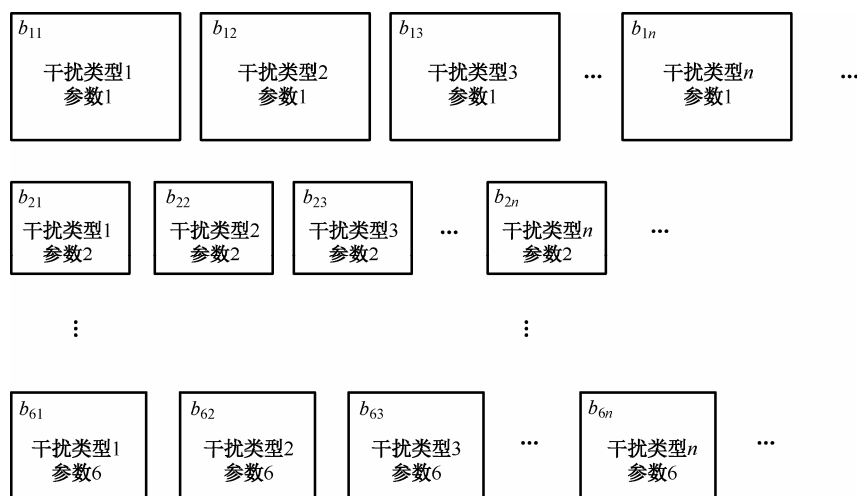 b11 b12 b13 b1n
干扰类型1 干扰类型2 干扰类型3 ... 干扰类型n ...
参数1 参数1 参数1 参数1
b21 b22 b23 b2n
干扰类型1 干扰类型2 干扰类型3 ... 干扰类型n ...
参数2 参数2 参数2 参数2
⋮ ⋮
b61 b62 b63 b6n
干扰类型1 干扰类型2 干扰类型3 ... 干扰类型n ...
参数6 参数6 参数6 参数6